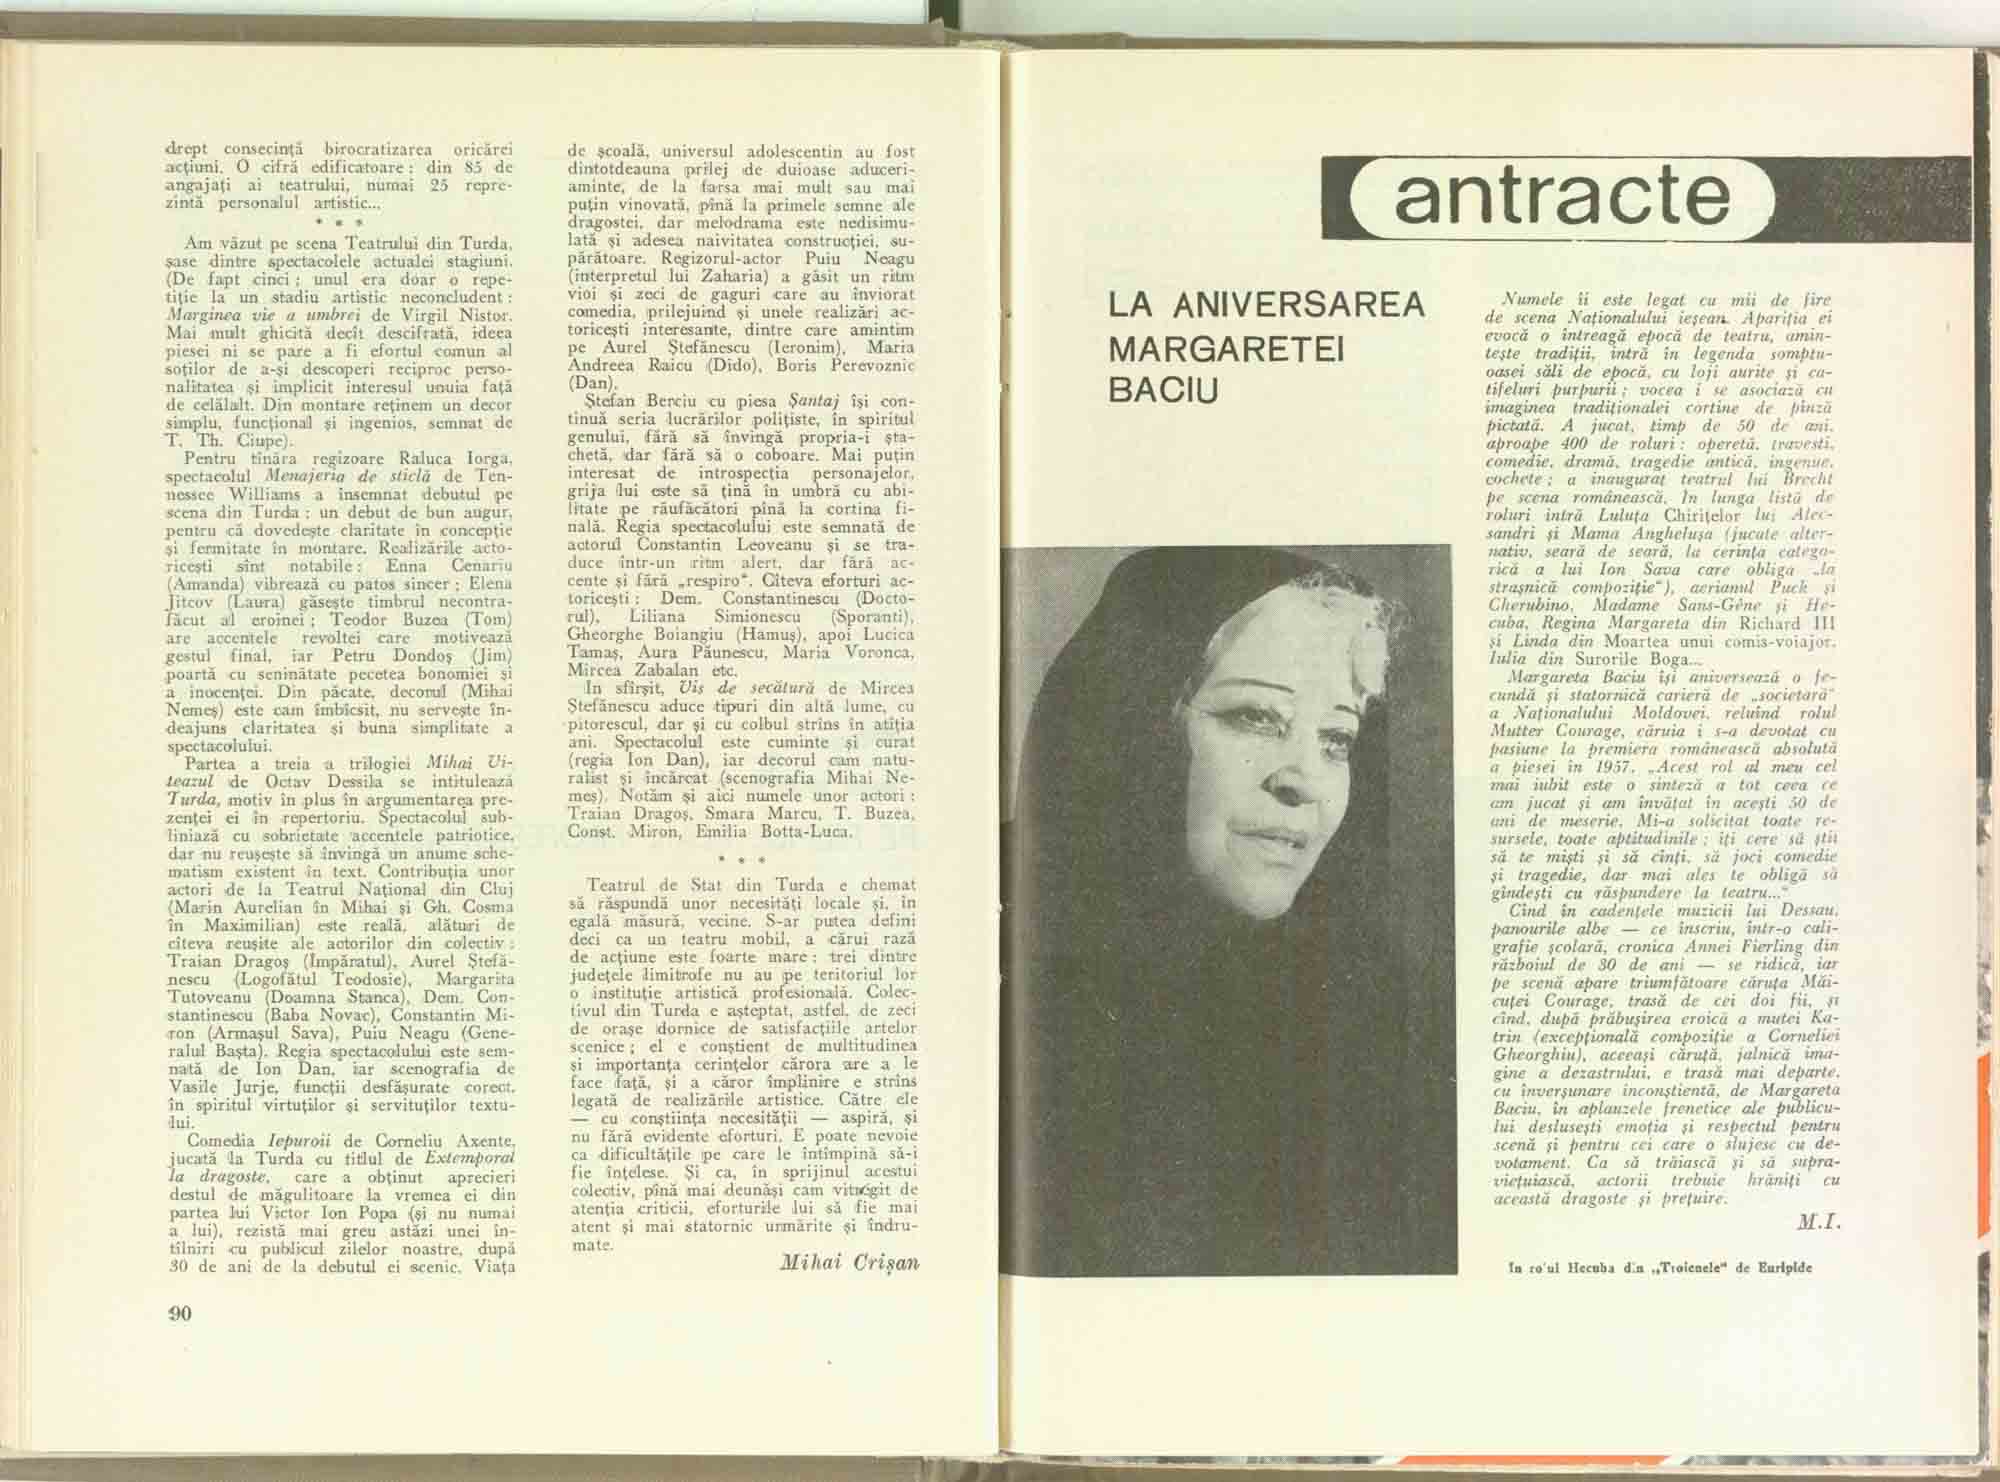 drept consecință birocratizarea oricărei
acțiuni. O cifră edificatoare : din 85 de
angajați ai teatrului, numai 25 repre-
zintă personalul artistic...
* * *
Am văzut pe scena Teatrului din Turda,
șase dintre spectacolele actualei stagiuni.
(De fapt cinci ; unul era doar o repe-
tiție la un stadiu artistic neconcludent :
Marginea vie a umbrei de Virgil Nistor.
Mai mult ghicită decît descifrată, ideea
piesei ni se pare a fi efortul comun al
soților de a-și descoperi reciproc perso-
nalitatea și implicit interesul unuia față
de celălalt. Din montare reținem un decor
simplu, funcțional și ingenios, semnat de
T. Th. Ciupe).
Pentru tînăra regizoare Raluca Iorga,
spectacolul Menajeria de sticlă de Ten-
nessee Williams a însemnat debutul pe
scena din Turda : un debut de bun augur,
pentru că dovedește claritate în concepție
și fermitate în montare. Realizările acto-
ricești sînt notabile : Enna Cenariu
(Amanda) vibrează cu patos sincer ; Elena
Jitcov (Laura) găsește timbrul necontra-
făcut al eroinei ; Teodor Buzea (Tom)
are accentele revoltei care motivează
gestul final, iar Petru Dondoș (Jim)
poartă cu seninătate pecetea bonomiei și
a inocenței. Din păcate, decorul (Mihai
Nemeș) este cam îmbîcsit, nu servește în-
deajuns claritatea și buna simplitate a
spectacolului.
Partea a treia a trilogiei Mihai Vi-
teazul de Octav Dessila se intitulează
Turda, motiv în plus în argumentarea pre-
zenței ei în repertoriu. Spectacolul sub-
liniază cu sobrietate accentele patriotice,
dar nu reușește să învingă un anume sche-
matism existent în text. Contribuția unor
actori de la Teatrul Național din Cluj
(Marin Aurelian în Mihai și Gh. Cosma
în Maximilian) este reală, alături de
cîteva reușite ale actorilor din colectiv :
Traian Dragoș (Împăratul), Aurel Ștefă-
nescu (Logofătul Teodosie), Margarita
Tutoveanu (Doamna Stanca), Dem. Con-
stantinescu (Baba Novac), Constantin Mi-
ron (Armașul Sava), Puiu Neagu (Gene-
ralul Bașta). Regia spectacolului este sem-
nată de Ion Dan, iar scenografia de
Vasile Jurje, funcții desfășurate corect,
în spiritul virtuților și servituților textu-
lui.
Comedia Iepuroii de Corneliu Axente,
jucată la Turda cu titlul de Extemporal
la dragoste, care a obținut aprecieri
destul de măgulitoare la vremea ei din
partea lui Victor Ion Popa (și nu numai
a lui), rezistă mai greu astăzi unei în-
tîlniri cu publicul zilelor noastre, după
30 de ani de la debutul ei scenic. Viața
90
de școală, universul adolescentin au fost
dintotdeauna prilej de duioase aduceri-
aminte, de la farsa mai mult sau mai
puțin vinovată, pînă la primele semne ale
dragostei, dar melodrama este nedisimu-
lată și adesea naivitatea construcției, su-
părătoare. Regizorul-actor Puiu Neagu
(interpretul lui Zaharia) a găsit un ritm
vioi și zeci de gaguri care au înviorat
comedia, prilejuind și unele realizări ac-
toricești interesante, dintre care amintim
pe Aurel Ștefănescu (Ieronim), Maria
Andreea Raicu (Dido), Boris Perevoznic
(Dan).
Ștefan Berciu cu piesa Șantaj își con-
tinuă seria lucrărilor polițiste, în spiritul
genului, fără să învingă propria-i șta-
chetă, dar fără să o coboare. Mai puțin
interesat de introspecția personajelor,
grija lui este să țină în umbră cu abi-
litate pe răufăcători pînă la cortina fi-
nală. Regia spectacolului este semnată de
actorul Constantin Leoveanu și se tra-
duce într-un ritm alert, dar fără ac-
cente și fără „respiro“. Cîteva eforturi ac-
toricești : Dem. Constantinescu (Docto-
rul), Liliana Simionescu (Sporanti),
Gheorghe Boiangiu (Hamuș), apoi Lucica
Tamaș, Aura Păunescu, Maria Voronca,
Mircea Zabalan etc.
In sfîrșit, Vis de secătură de Mircea
Ștefănescu aduce tipuri din altă lume, cu
pitorescul, dar și cu colbul strîns în atîția
ani. Spectacolul este cuminte și curat
(regia Ion Dan), iar decorul cam natu-
ralist și încărcat (scenografia Mihai Ne-
meș). Notăm și aici numele unor actori :
Traian Dragoș, Smara Marcu, T. Buzea,
Const. Miron, Emilia Botta-Luca.
* * *
Teatrul de Stat din Turda e chemat
să răspundă unor necesități locale și, în
egală măsură, vecine. S-ar putea defini
deci ca un teatru mobil, a cărui rază
de acțiune este foarte mare : trei dintre
județele limitrofe nu au pe teritoriul lor
o instituție artistică profesională. Colec-
tivul din Turda e așteptat, astfel, de zeci
de orașe dornice de satisfacțiile artelor
scenice ; el e conștient de multitudinea
și importanța cerințelor cărora are a le
face față, și a căror împlinire e strîns
legată de realizările artistice. Către ele
— cu conștiința necesității — aspiră, și
nu fără evidente eforturi. E poate nevoie
ca dificultățile pe care le întîmpină să-i
fie înțelese. Și ca, în sprijinul acestui
colectiv, pînă mai deunăși cam vitregit de
atenția criticii, eforturile lui să fie mai
atent și mai statornic urmărite și îndru-
mate.
Mihai Crișan
antracte
LA ANIVERSAREA
MARGARETEI
BACIU
Numele îi este legat cu mii de fire
de scena Naționalului ieșean. Apariția ei
evocă o întreagă epocă de teatru, amin-
tește tradiții, intră în legenda somptu-
oasei săli de epocă, cu loji aurite și ca-
tifeluri purpurii ; vocea i se asociază cu
imaginea tradiționalei cortine de pînză
pictată. A jucat, timp de 50 de ani,
aproape 400 de roluri : operetă, travesti,
comedie, dramă, tragedie antică, ingenue,
cochete ; a inaugurat teatrul lui Brecht
pe scena românească. In lunga listă de
roluri intră Luluța Chirițelor lui Alec-
sandri și Mama Anghelușa (jucate alter-
nativ, seară de seară, la cerința catego-
rică a lui Ion Sava care obliga „la
strașnică compoziție“), aerianul Puck și
Cherubino, Madame Sans-Gêne și He-
cuba, Regina Margareta din Richard III
și Linda din Moartea unui comis-voiajor,
Iulia din Surorile Boga...
Margareta Baciu își aniversează o fe-
cundă și statornică carieră de „societară“
a Naționalului Moldovei, reluînd rolul
Mutter Courage, căruia i s-a devotat cu
pasiune la premiera românească absolută
a piesei în 1957. „Acest rol al meu cel
mai iubit este o sinteză a tot ceea ce
am jucat și am învățat în acești 50 de
ani de meserie. Mi-a solicitat toate re-
sursele, toate aptitudinile ; îți cere să știi
să te miști și să cînți, să joci comedie
și tragedie, dar mai ales te obligă să
gîndești cu răspundere la teatru...“
Cînd în cadențele muzicii lui Dessau,
panourile albe — ce înscriu, într-o cali-
grafie școlară, cronica Annei Fierling din
războiul de 30 de ani — se ridică, iar
pe scenă apare triumfătoare căruța Măi-
cuței Courage, trasă de cei doi fii, și
cînd, după prăbușirea eroică a mutei Ka-
trin (excepțională compoziție a Corneliei
Gheorghiu), aceeași căruță, jalnică ima-
gine a dezastrului, e trasă mai departe,
cu înverșunare inconștientă, de Margareta
Baciu, în aplauzele frenetice ale publicu-
lui deslusești emoția și respectul pentru
scenă și pentru cei care o slujesc cu de-
votament. Ca să trăiască și să supra-
viețuiască, actorii trebuie hrăniți cu
această dragoste și prețuire.
M.I.
In rolul Hecuba din „Troienele“ de Euripide